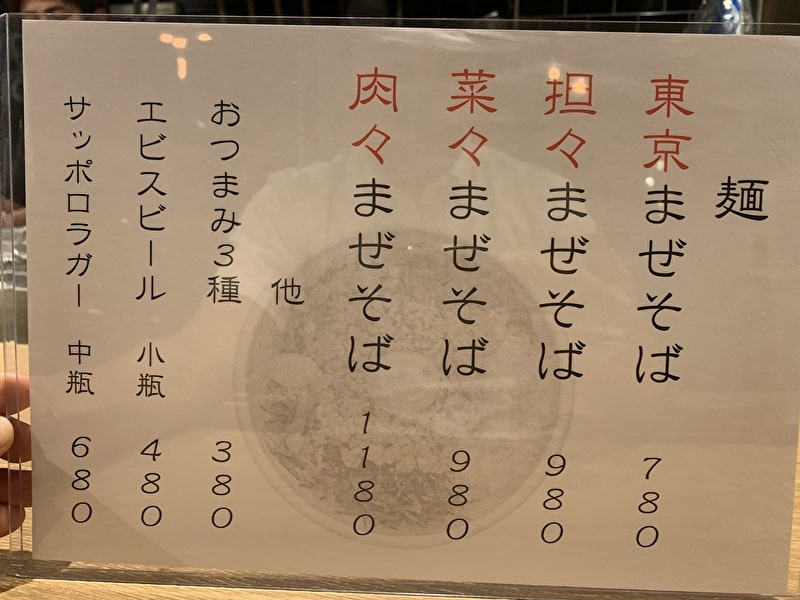 麺
東京まぜそば 780
担々まぜそば 980
菜々まぜそば 980
肉々まぜそば 1180
他
おつまみ3種 380
エビスビール 小瓶 480
サッポロラガー 中瓶 680